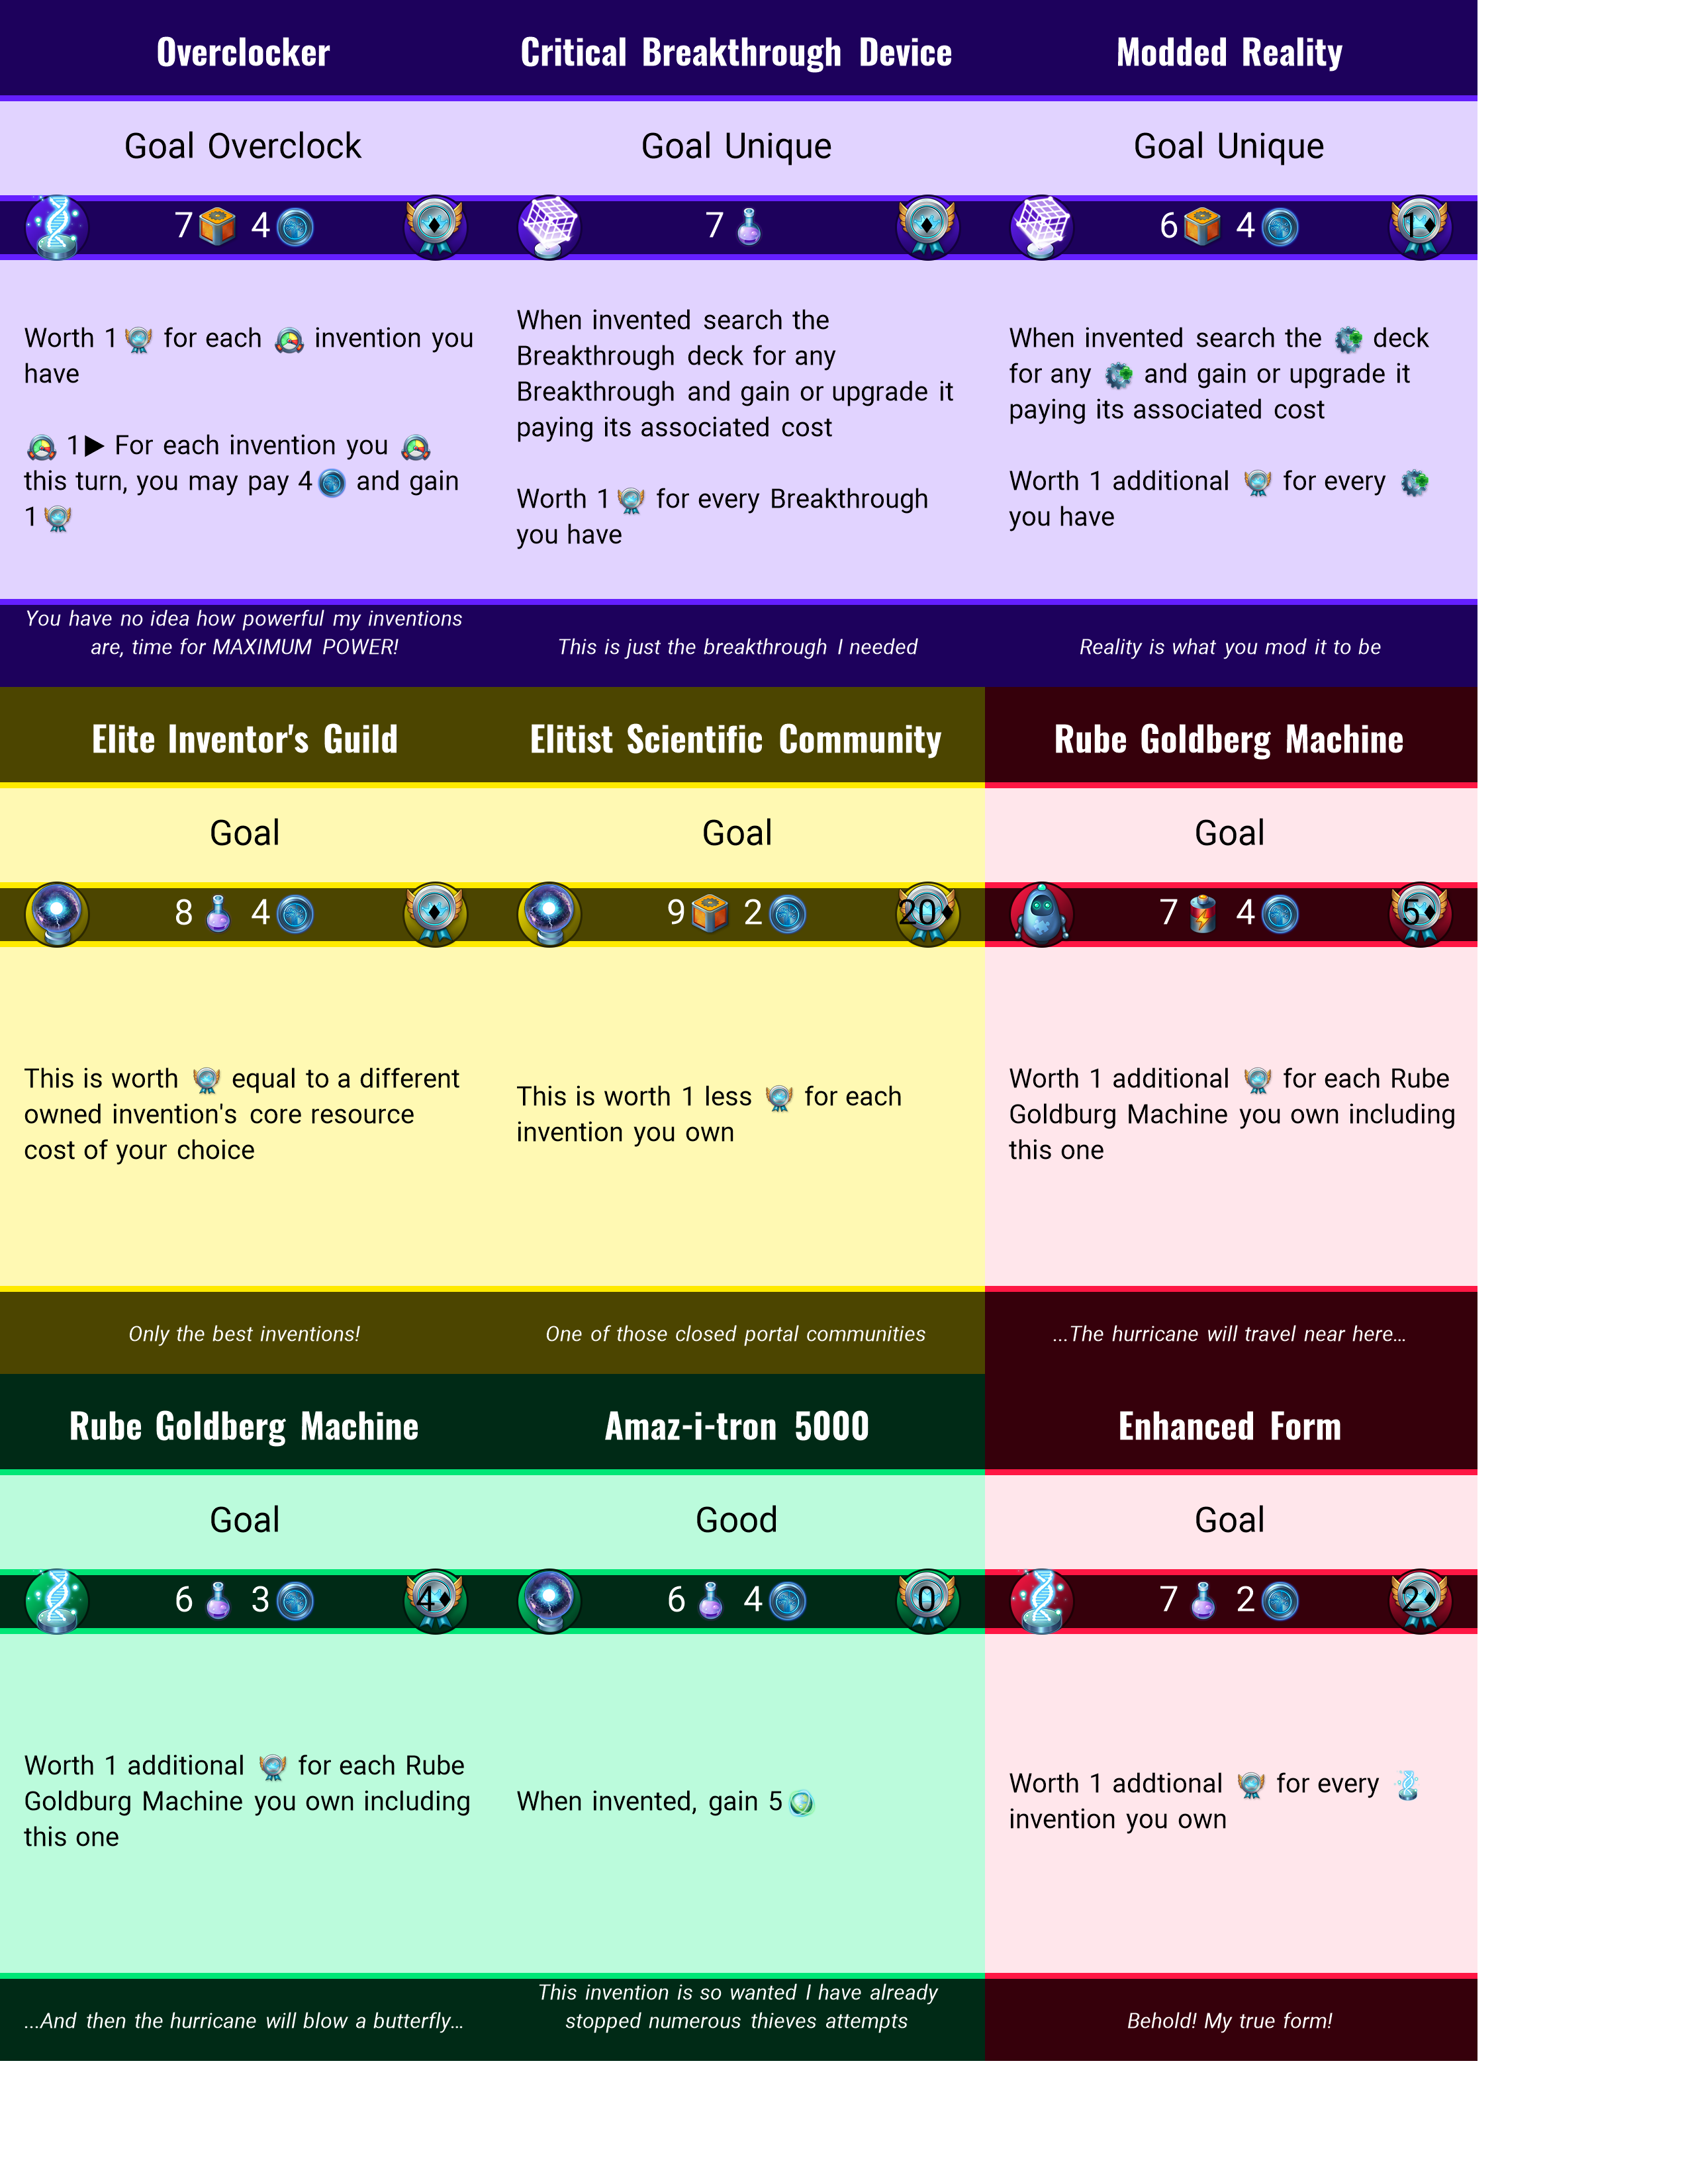 Overclocker
Goal Overclock
7 4
♦
Worth 1 for each invention you
have
1▶ For each invention you
this turn, you may pay 4 and gain
1
You have no idea how powerful my inventions
are, time for MAXIMUM POWER!
Critical Breakthrough Device
Goal Unique
7
♦
When invented search the
Breakthrough deck for any
Breakthrough and gain or upgrade it
paying its associated cost
Worth 1 for every Breakthrough
you have
This is just the breakthrough I needed
Modded Reality
Goal Unique
6 4
1♦
When invented search the deck
for any and gain or upgrade it
paying its associated cost
Worth 1 additional for every
you have
Reality is what you mod it to be
Elite Inventor's Guild
Goal
8 4
♦
This is worth equal to a different
owned invention's core resource
cost of your choice
Only the best inventions!
Elitist Scientific Community
Goal
9 2
20♦
This is worth 1 less for each
invention you own
One of those closed portal communities
Rube Goldberg Machine
Goal
7 4
5♦
Worth 1 additional for each Rube
Goldburg Machine you own including
this one
...The hurricane will travel near here...
Rube Goldberg Machine
Goal
6 3
4♦
Worth 1 additional for each Rube
Goldburg Machine you own including
this one
...And then the hurricane will blow a butterfly...
Amaz-i-tron 5000
Good
6 4
0
When invented, gain 5
This invention is so wanted I have already
stopped numerous thieves attempts
Enhanced Form
Goal
7 2
2♦
Worth 1 addtional for every
invention you own
Behold! My true form!